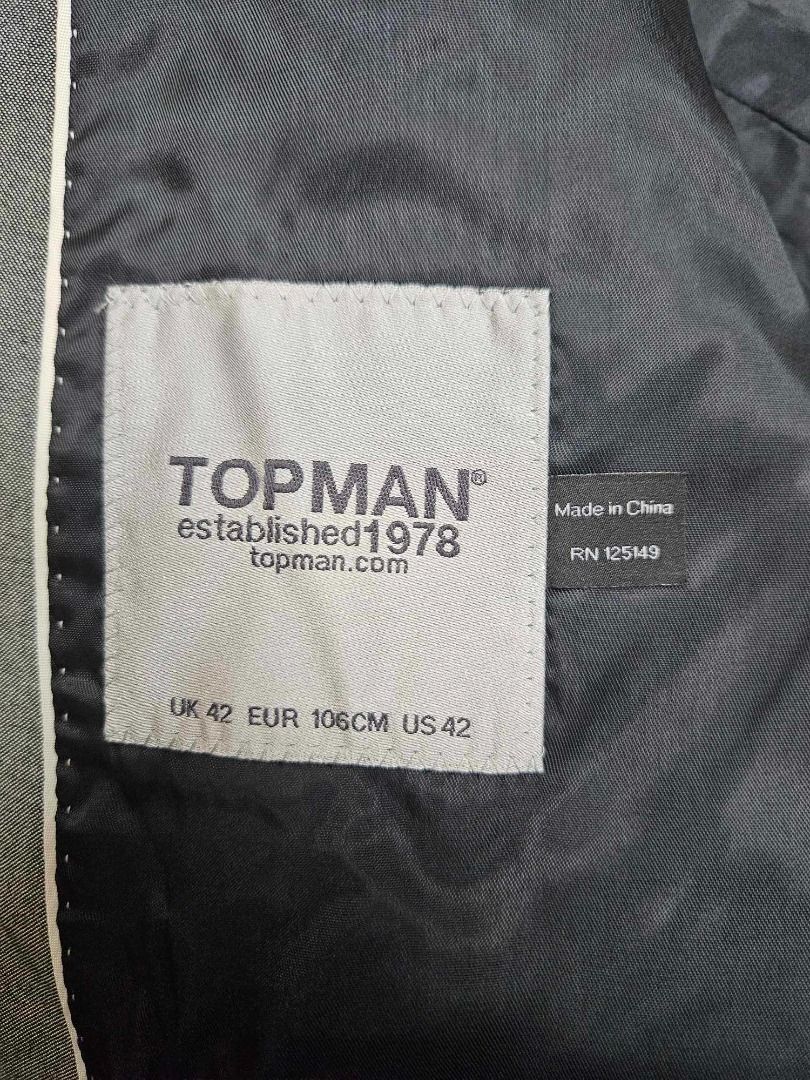 TOPMAN®
established1978
topman.com
UK 42 EUR 106CM US 42
Made in China
RN 125149